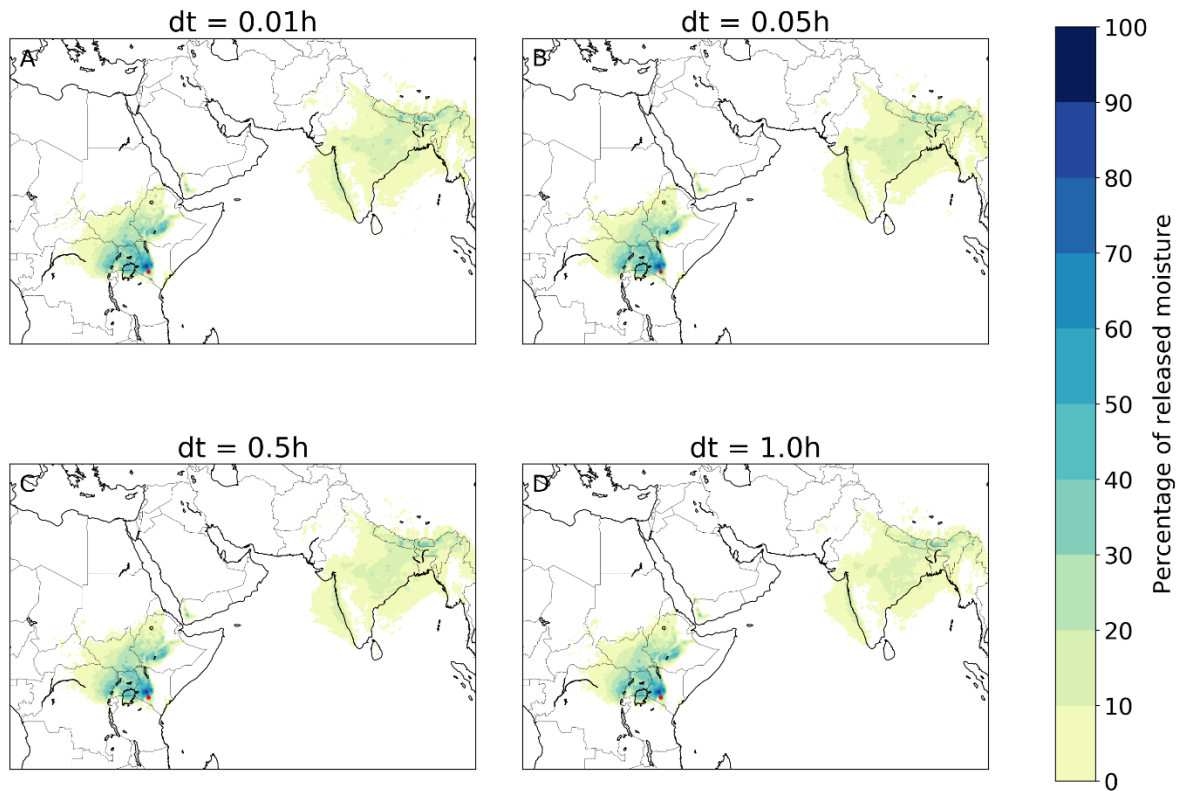 dt = 0.01h
A
dt = 0.05h
B
dt = 0.5h
C
dt = 1.0h
D
100
90
80
70
60
50
40
30
20
10
0
Percentage of released moisture